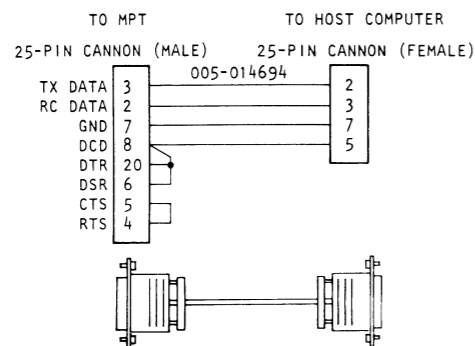 TO MPT TO HOST COMPUTER
25-PIN CANNON (MALE) 25-PIN CANNON (FEMALE)
005-014694
TX DATA 3 2
RC DATA 2 3
GND 7 7
DCD 8 5
DTR 20
DSR 6
CTS 5
RTS 4